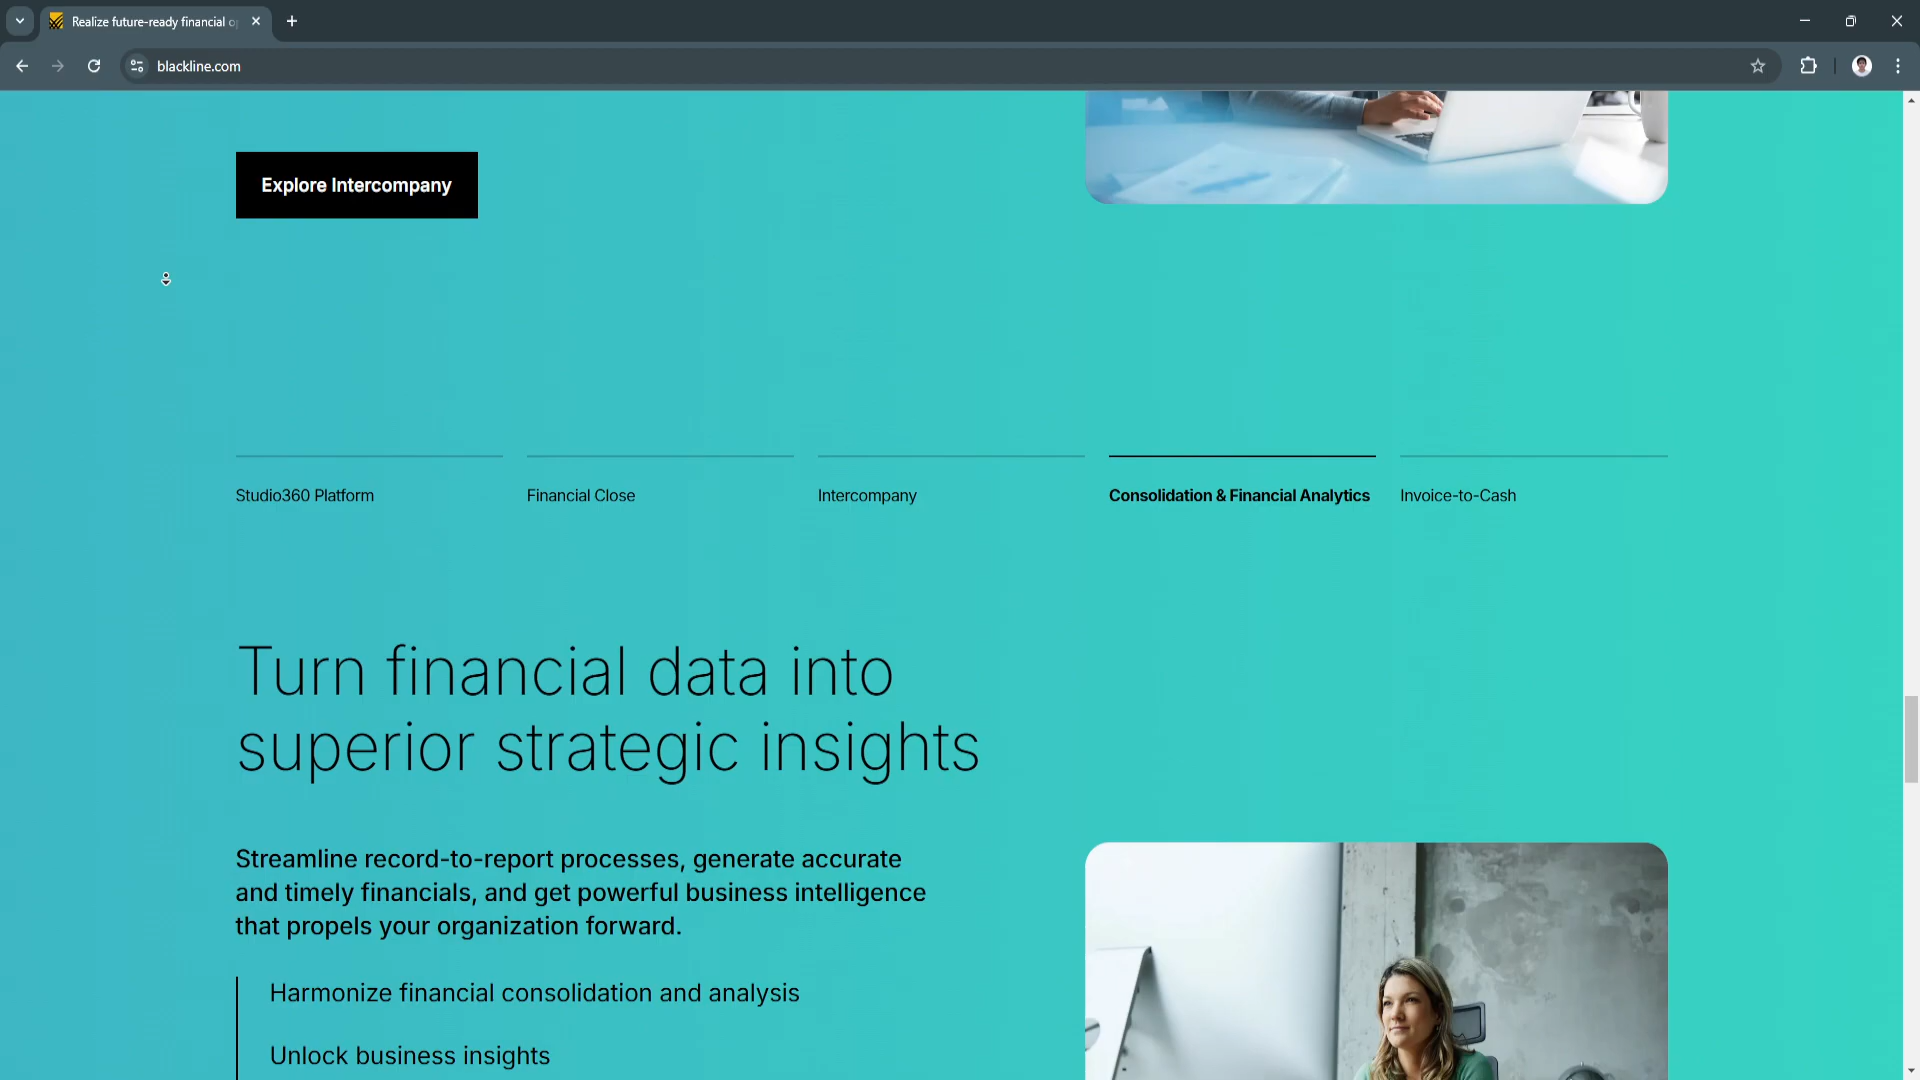 Realize future-ready financial o
blackline.com
Explore Intercompany
Studio360 Platform
Financial Close
Intercompany
Consolidation & Financial Analytics
Invoice-to-Cash
Turn financial data into
superior strategic insights
Streamline record-to-report processes, generate accurate
and timely financials, and get powerful business intelligence
that propels your organization forward.
Harmonize financial consolidation and analysis
Unlock business insights